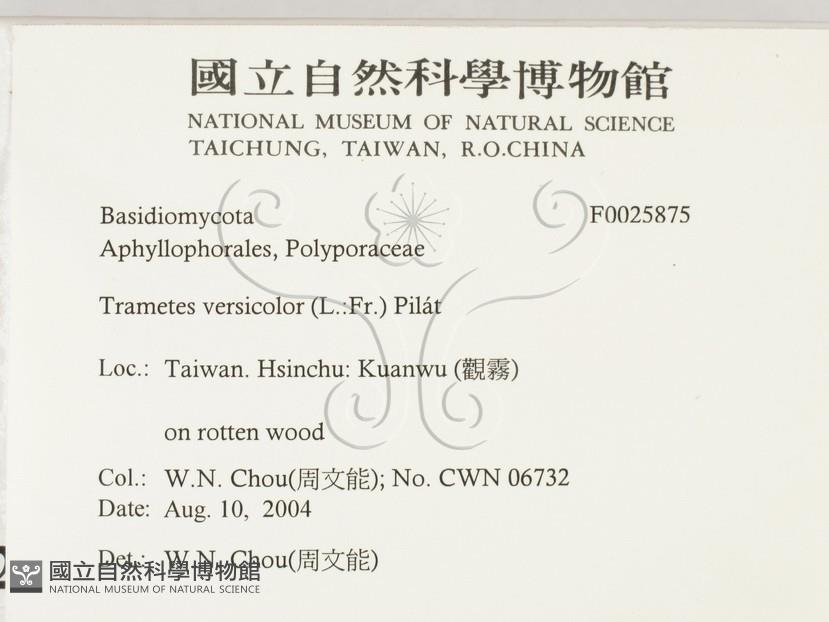 國立自然科學博物館
NATIONAL MUSEUM OF NATURAL SCIENCE
TAICHUNG, TAIWAN, R.O.CHINA
Basidiomycota F0025875
Aphyllophorales, Polyporaceae
Trametes versicolor (L.:Fr.) Pilát
Loc.: Taiwan. Hsinchu: Kuanwu (觀霧)
on rotten wood
Col.: W.N. Chou(周文能); No. CWN 06732
Date: Aug. 10, 2004
Det.: W.N. Chou(周文能)
國立自然科學博物館
NATIONAL MUSEUM OF NATURAL SCIENCE